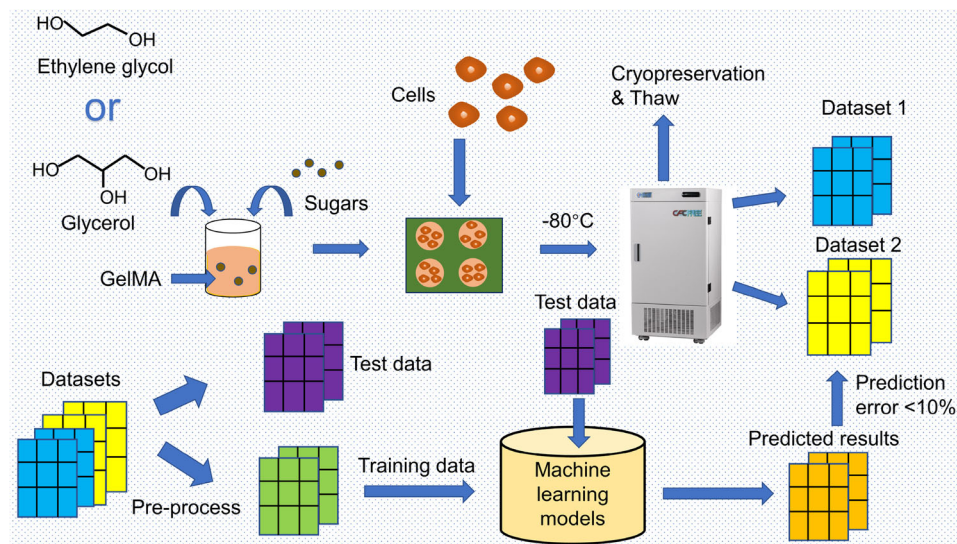 HO
OH
Ethylene glycol
or
HO
OH
OH
Glycerol
Sugars
GelMA
Cells
-80°C
Cryopreservation
& Thaw
Dataset 1
Dataset 2
Test data
Datasets
Test data
Pre-process
Training data
Machine
learning
models
Predicted results
Prediction
error <10%